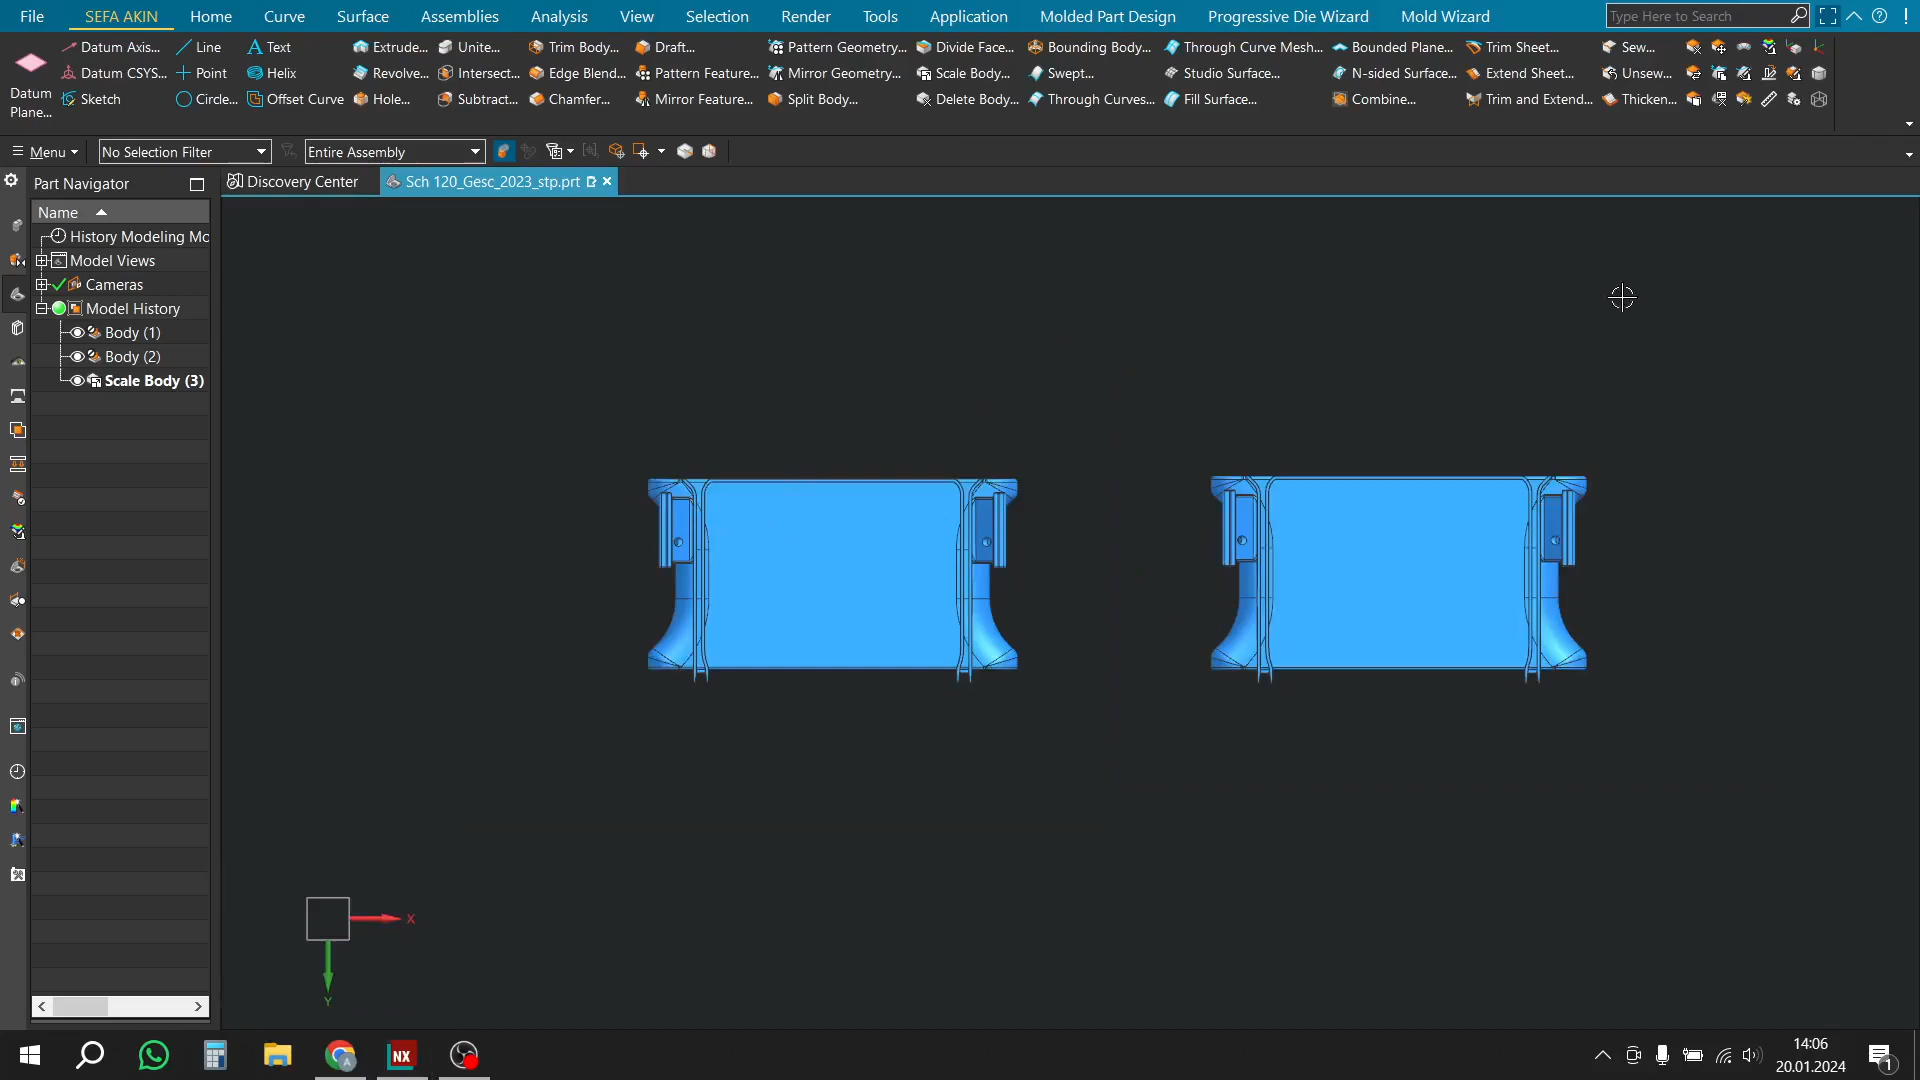 File SEFA AKIN Home Curve Surface Assemblies Analysis View Selection Render Tools Application Molded Part Design Progressive Die Wizard Mold Wizard Type Here to Search
Datum Plane...
Datum Axis... Line Text Extrude... Unite... Trim Body... Draft... Pattern Geometry... Divide Face... Bounding Body... Through Curve Mesh... Bounded Plane... Trim Sheet... Sew...
Datum CSYS... Point Helix Revolve... Intersect... Edge Blend... Pattern Feature... Mirror Geometry... Scale Body... Swept... Studio Surface... N-sided Surface... Extend Sheet... Unsew...
Sketch Circle... Offset Curve Hole... Subtract... Chamfer... Mirror Feature... Split Body... Delete Body... Through Curves... Fill Surface... Combine... Trim and Extend... Thicken...
Menu No Selection Filter Entire Assembly
Part Navigator Discovery Center Sch 120_Gesc_2023_stp.prt
Name
History Modeling Mo
Model Views
Cameras
Model History
Body (1)
Body (2)
Scale Body (3)
X
Y
NX
A
14:06
20.01.2024
1